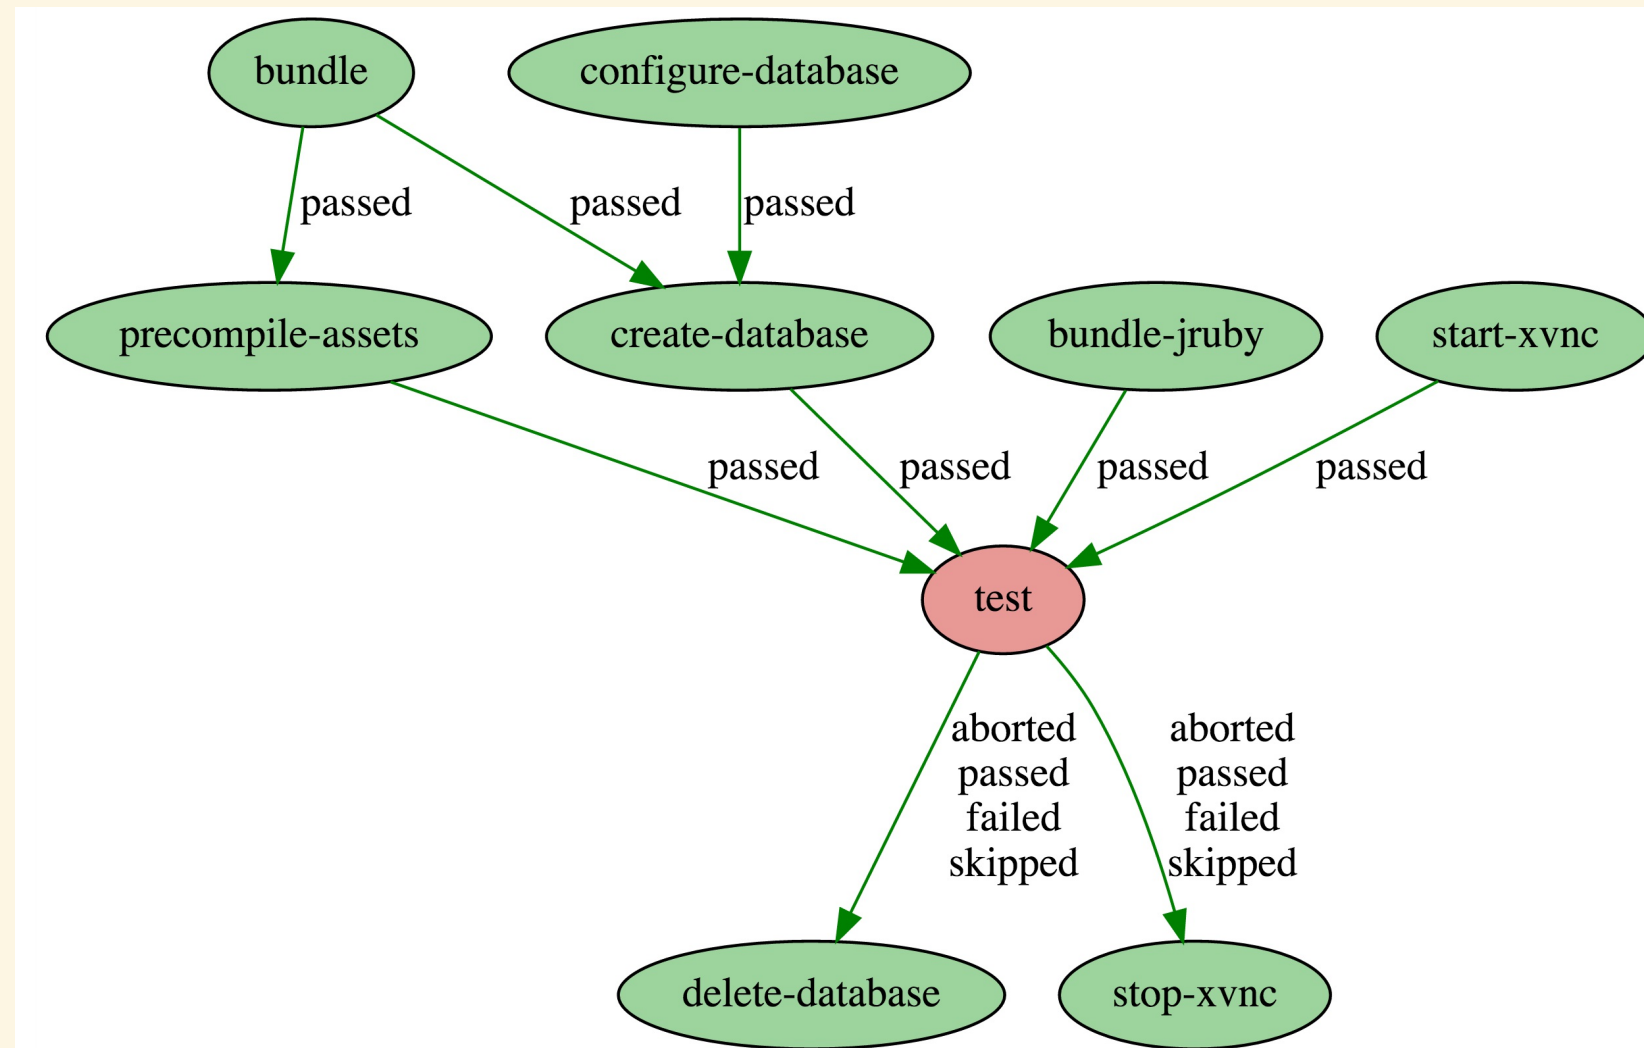 bundle
configure-database
passed
passed
passed
precompile-assets
create-database
bundle-jruby
start-xvnc
passed
passed
passed
passed
test
aborted
passed
failed
skipped
aborted
passed
failed
skipped
delete-database
stop-xvnc